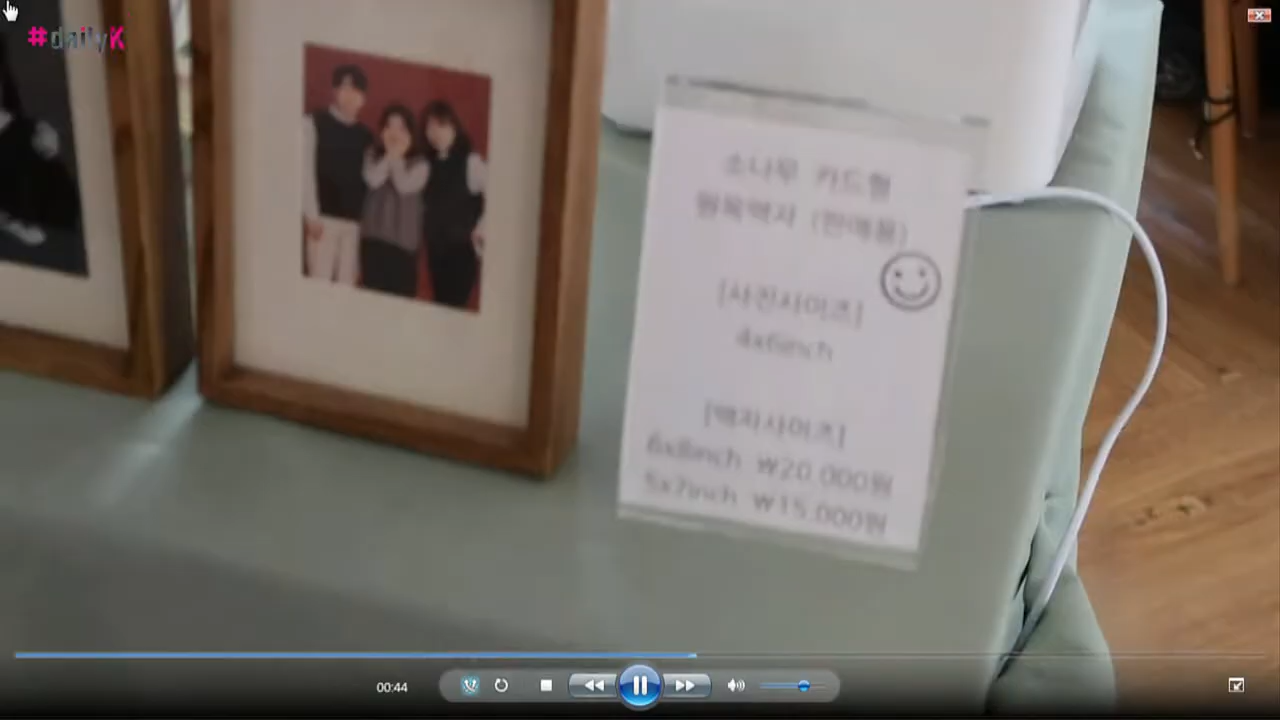 #dailyK
소나무 카드형
원목액자 (판매용)
[사진사이즈]
4x6inch
[액자사이즈]
6x8inch ₩20.000원
5x7inch ₩15.000원
00:44